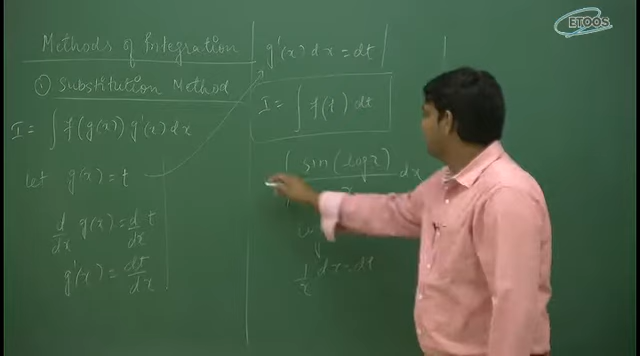 Methods of Integration
① Substitution Method
I = ∫ f(g(x)) g'(x) dx
let g(x) = t
d/dx g(x) = d/dx t
g'(x) = dt/dx
g'(x) dx = dt
I = ∫ f(t) dt
∫ sin(log x)/x dx
1/x dx = dt
ETOOS